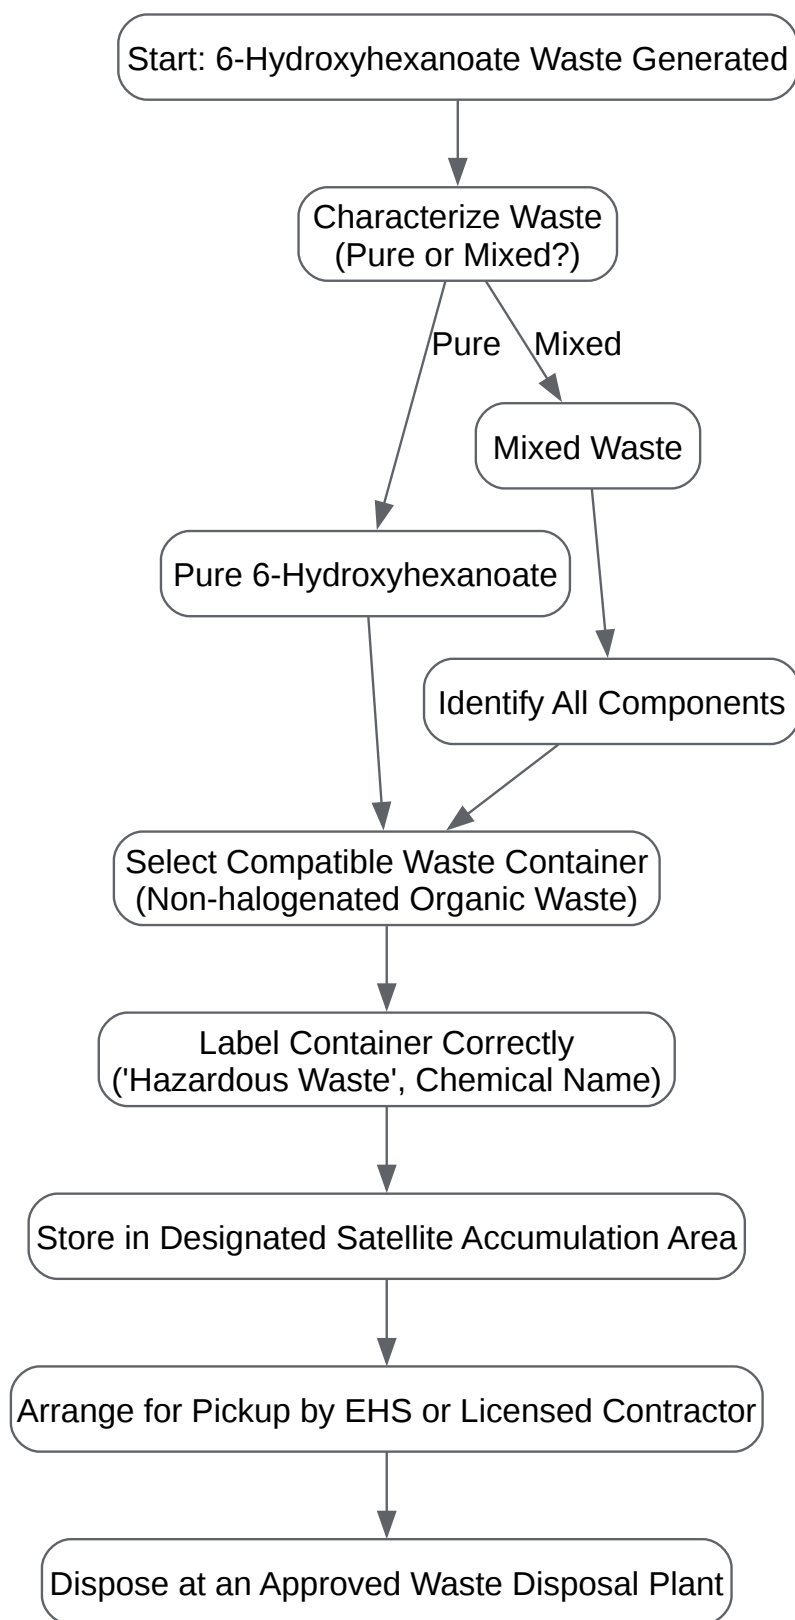 Start: 6-Hydroxyhexanoate Waste Generated
Characterize Waste
(Pure or Mixed?)
Pure
Mixed
Mixed Waste
Pure 6-Hydroxyhexanoate
Identify All Components
Select Compatible Waste Container
(Non-halogenated Organic Waste)
Label Container Correctly
('Hazardous Waste', Chemical Name)
Store in Designated Satellite Accumulation Area
Arrange for Pickup by EHS or Licensed Contractor
Dispose at an Approved Waste Disposal Plant